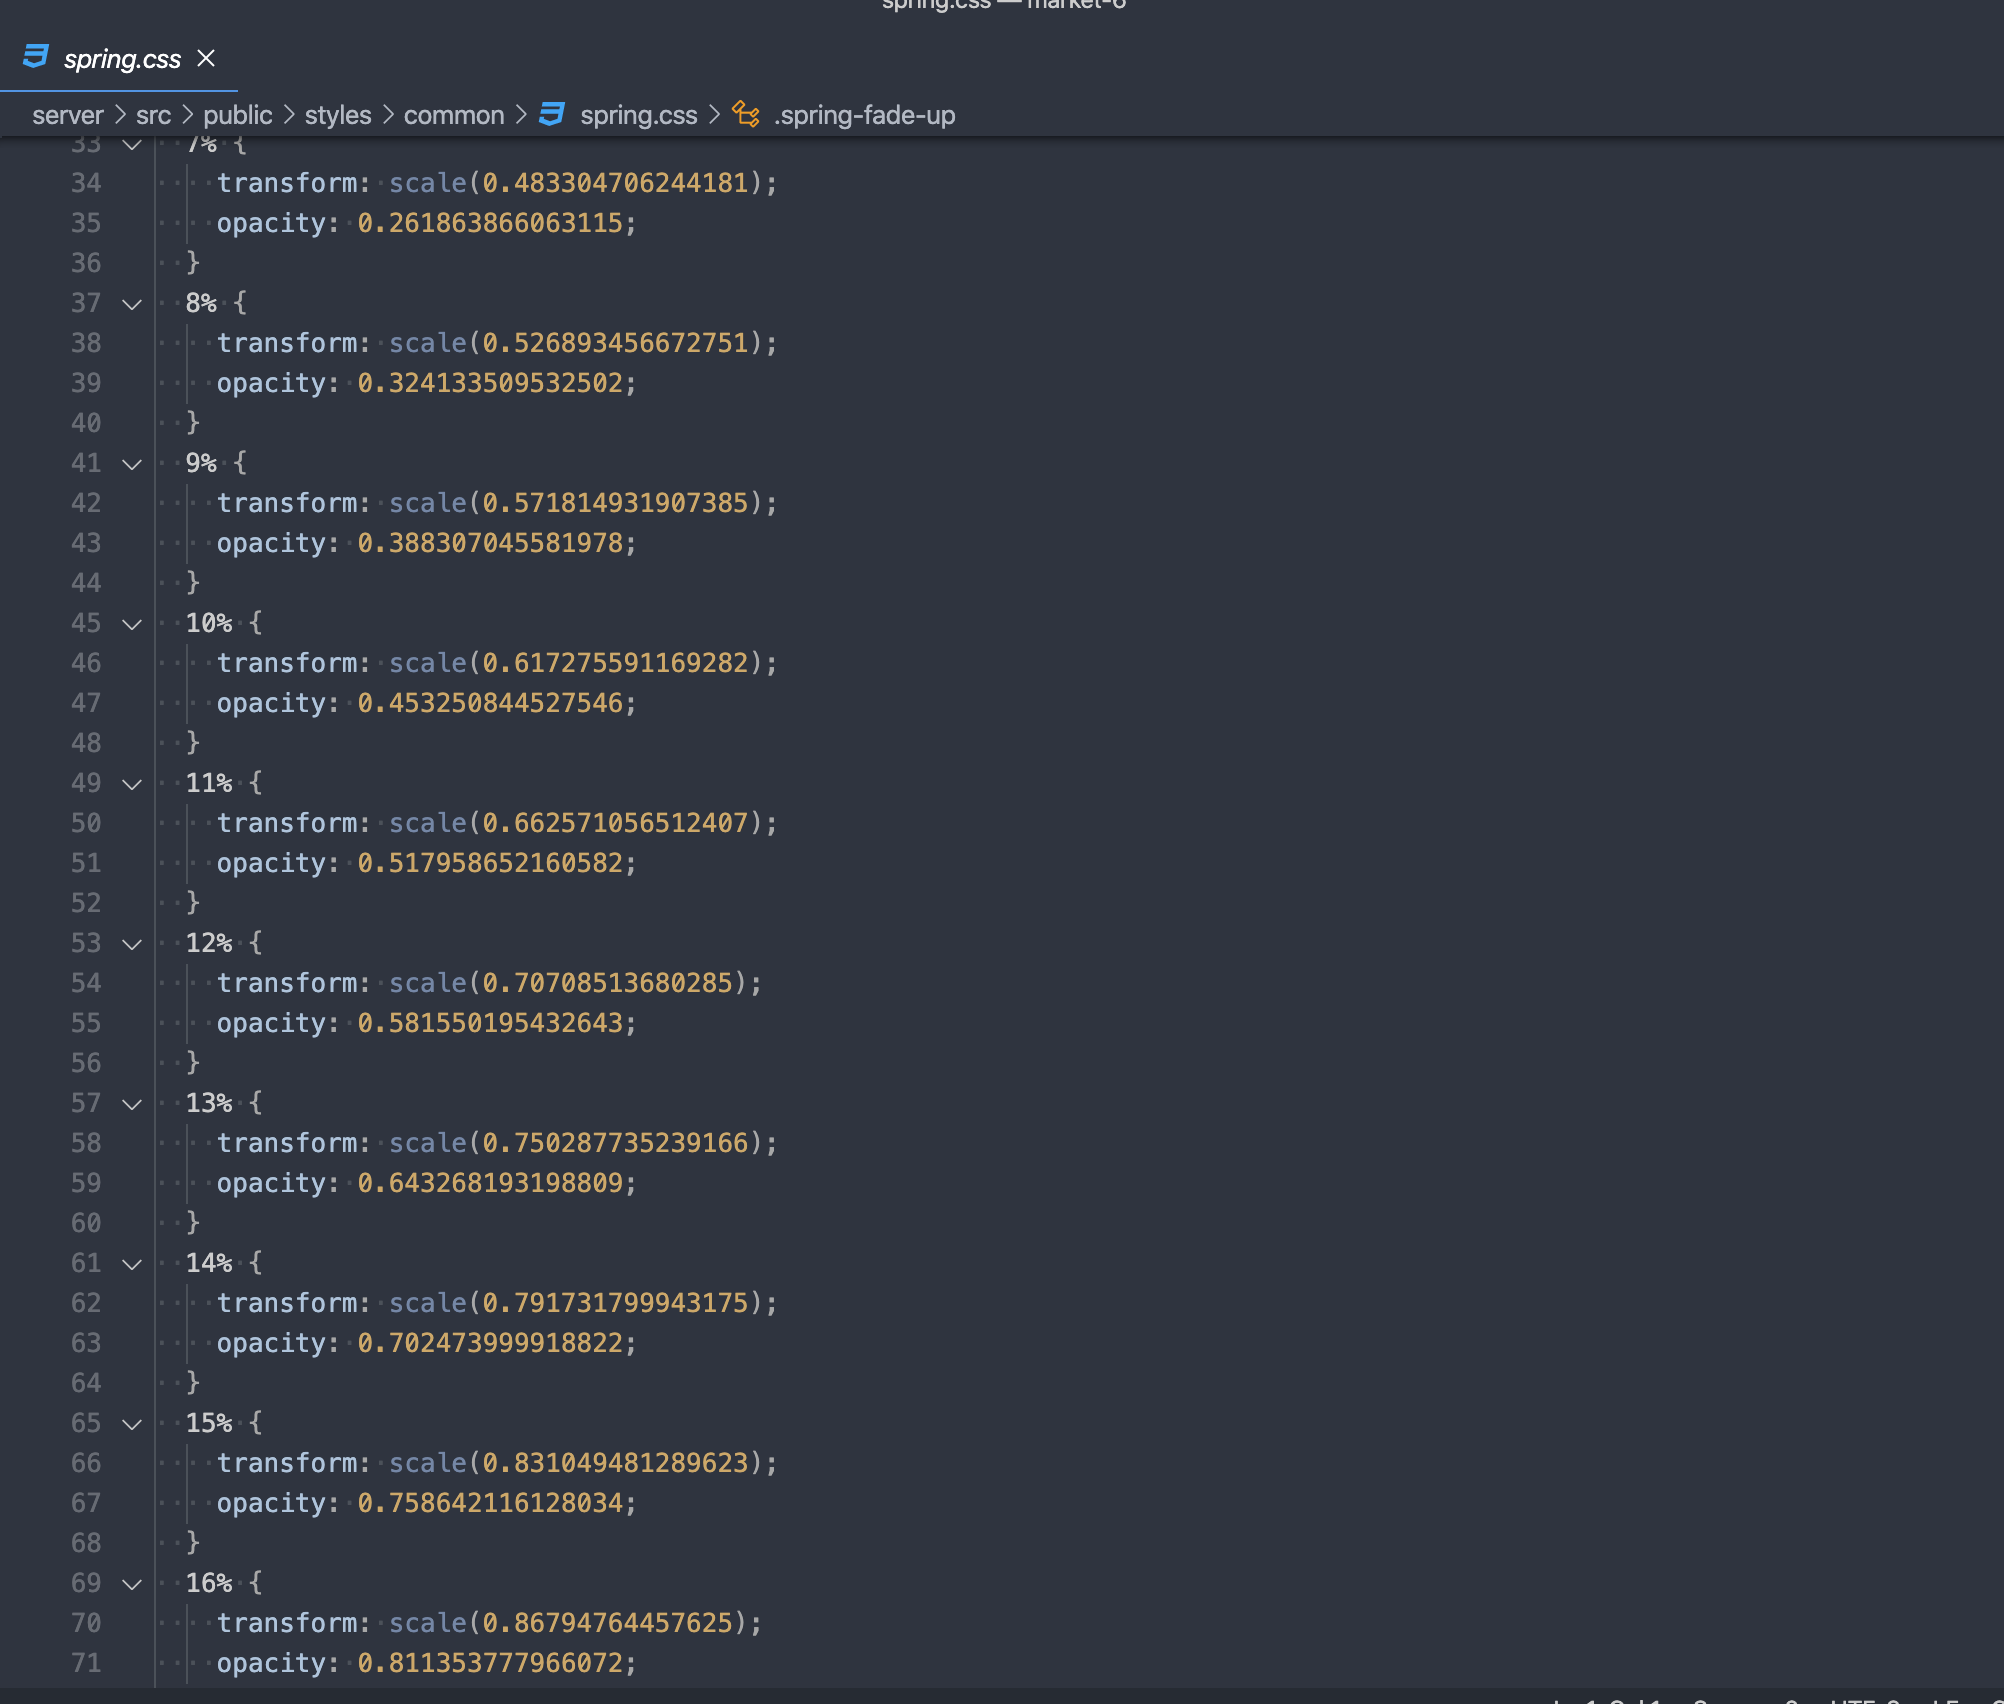 spring.css — market-6
spring.css
server > src > public > styles > common > spring.css > .spring-fade-up
33 7% {
34 transform: scale(0.483304706244181);
35 opacity: 0.261863866063115;
36 }
37 8% {
38 transform: scale(0.526893456672751);
39 opacity: 0.324133509532502;
40 }
41 9% {
42 transform: scale(0.571814931907385);
43 opacity: 0.388307045581978;
44 }
45 10% {
46 transform: scale(0.617275591169282);
47 opacity: 0.453250844527546;
48 }
49 11% {
50 transform: scale(0.662571056512407);
51 opacity: 0.517958652160582;
52 }
53 12% {
54 transform: scale(0.70708513680285);
55 opacity: 0.581550195432643;
56 }
57 13% {
58 transform: scale(0.750287735239166);
59 opacity: 0.643268193198809;
60 }
61 14% {
62 transform: scale(0.791731799943175);
63 opacity: 0.702473999918822;
64 }
65 15% {
66 transform: scale(0.831049481289623);
67 opacity: 0.758642116128034;
68 }
69 16% {
70 transform: scale(0.86794764457625);
71 opacity: 0.811353777966072;